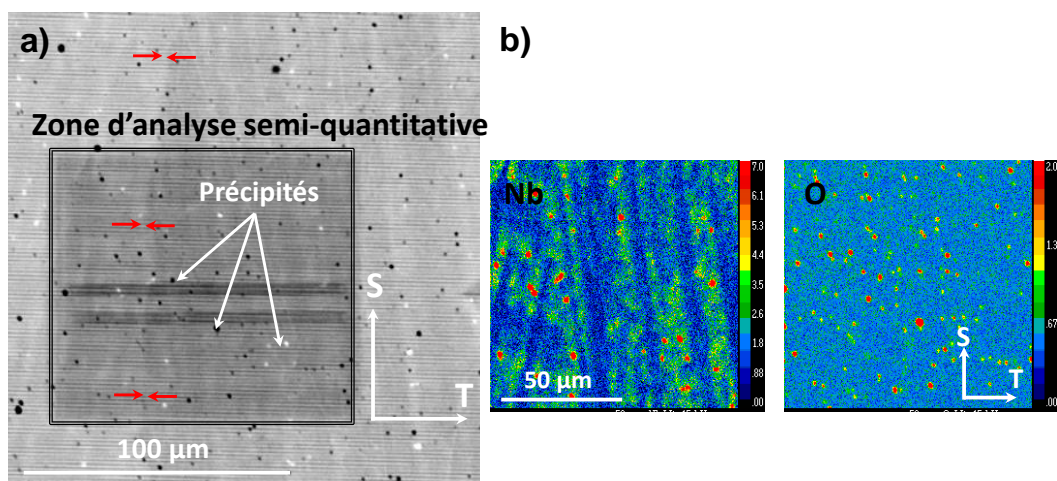 a)
Zone d'analyse semi-quantitative
Précipités
S
T
100 µm
b)
Nb
50 µm
7.0
6.1
5.3
4.4
3.5
2.6
1.8
.88
.00
O
S
T
2.0
1.3
.67
.00